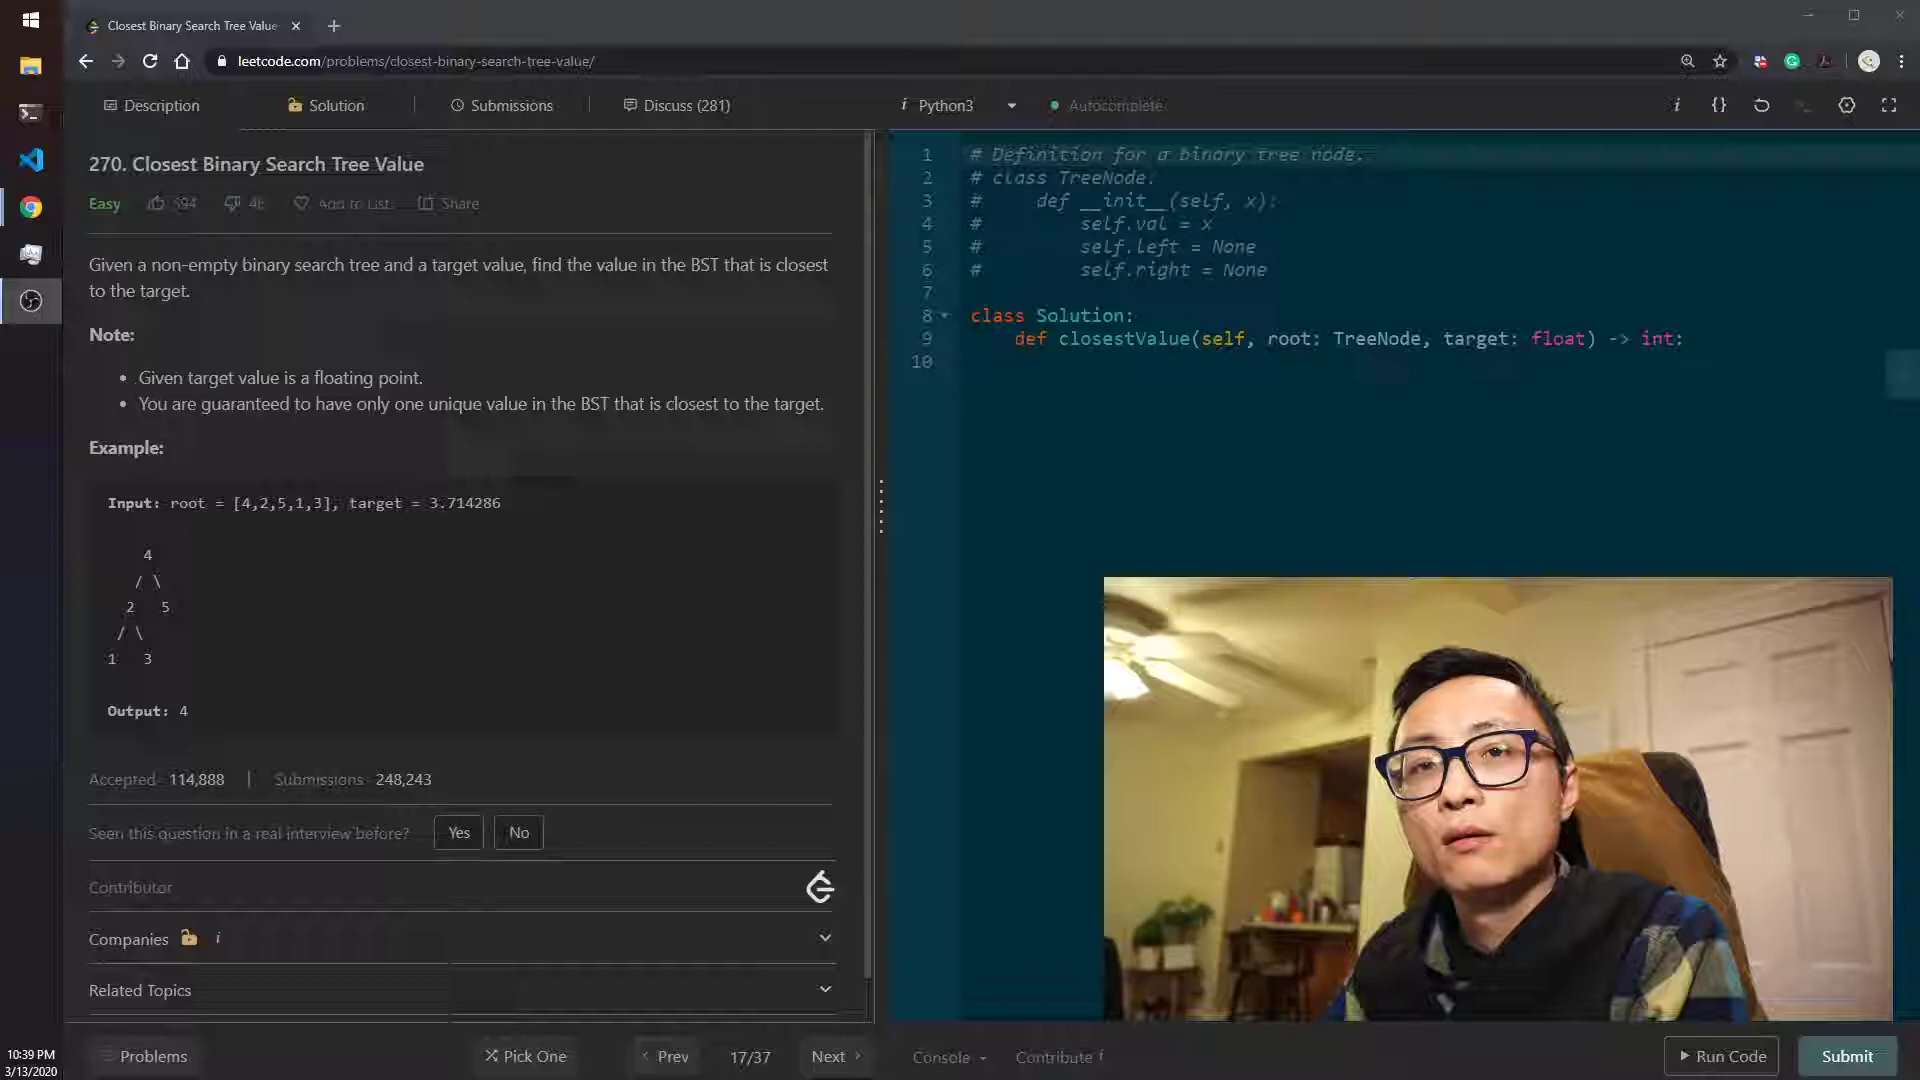 Closest Binary Search Tree Value
leetcode.com/problems/closest-binary-search-tree-value/
Description
Solution
Submissions
Discuss (281)
i Python3
Autocomplete
i
{}
270. Closest Binary Search Tree Value
Easy
594
Add to List
Share
Given a non-empty binary search tree and a target value, find the value in the BST that is closest
to the target.
Note:
• Given target value is a floating point.
• You are guaranteed to have only one unique value in the BST that is closest to the target.
Example:
Input: root = [4,2,5,1,3], target = 3.714286
4
/ \
2 5
/ \
1 3
Output: 4
Accepted 114,888 | Submissions 248,243
Seen this question in a real interview before? Yes No
Contributor
Companies i
Related Topics
Problems
Pick One
Prev
17/37
Next
1 # Definition for a binary tree node.
2 # class TreeNode:
3 #     def __init__(self, x):
4 #         self.val = x
5 #         self.left = None
6 #         self.right = None
7
8 class Solution:
9     def closestValue(self, root: TreeNode, target: float) -> int:
10
Console
Contribute i
Run Code
Submit
10:39 PM
3/13/2020